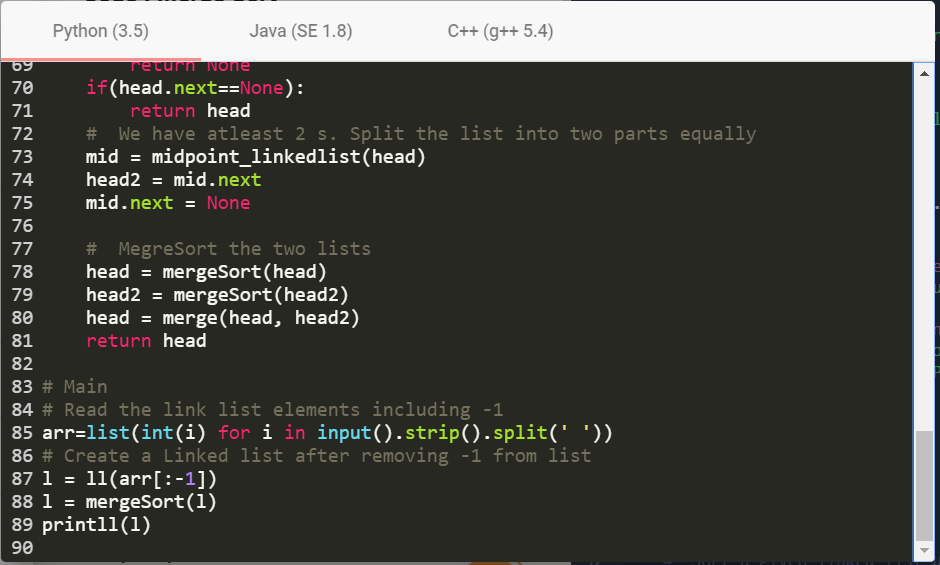 Python (3.5) Java (SE 1.8) C++ (g++ 5.4)
69 return None
70 if(head.next==None):
71 return head
72 #  We have atleast 2 s. Split the list into two parts equally
73 mid = midpoint_linkedlist(head)
74 head2 = mid.next
75 mid.next = None
76
77 #  MegreSort the two lists
78 head = mergeSort(head)
79 head2 = mergeSort(head2)
80 head = merge(head, head2)
81 return head
82
83 # Main
84 # Read the link list elements including -1
85 arr=list(int(i) for i in input().strip().split(' '))
86 # Create a Linked list after removing -1 from list
87 l = ll(arr[:-1])
88 l = mergeSort(l)
89 printll(l)
90